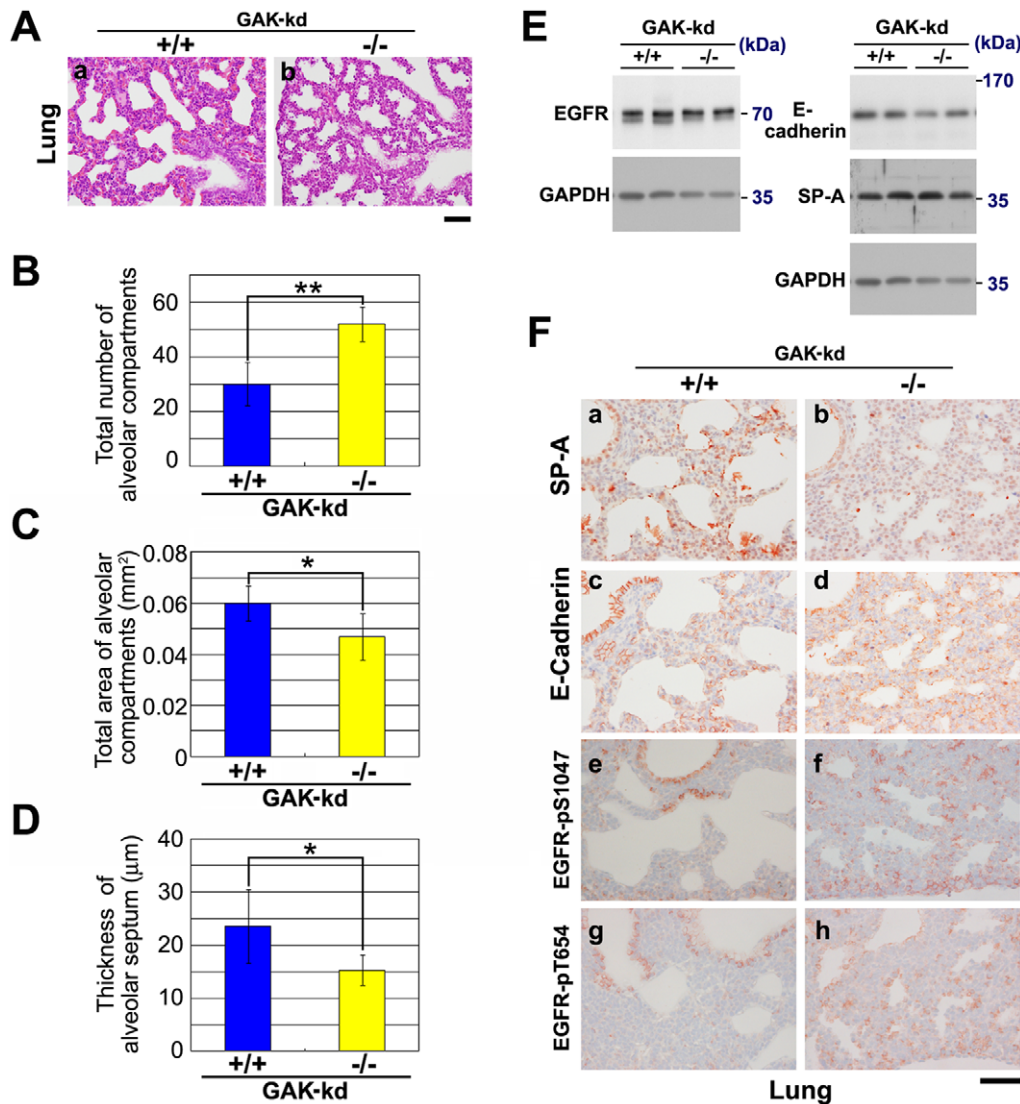 A
GAK-kd
+/+ -/-
a b
Lung
B
Total number of
alveolar compartments
60
40
20
0
**
+/+ -/-
GAK-kd
C
Total area of alveolar
compartments (mm²)
0.08
0.06
0.04
0.02
0
*
+/+ -/-
GAK-kd
D
Thickness of
alveolar septum (μm)
40
30
20
10
0
*
+/+ -/-
GAK-kd
E
GAK-kd
+/+ -/- (kDa)
EGFR - 70
GAPDH - 35
GAK-kd
+/+ -/- (kDa)
170
E-
cadherin
SP-A - 35
GAPDH - 35
F
GAK-kd
+/+ -/-
SP-A
a b
E-Cadherin
c d
EGFR-pS1047
e f
EGFR-pT654
g h
Lung